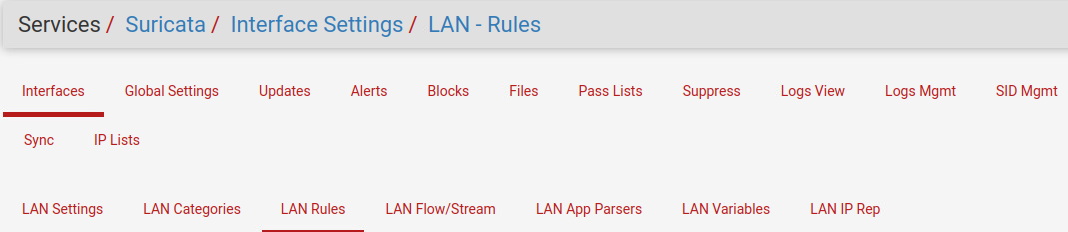 Services / Suricata / Interface Settings / LAN - Rules
Interfaces Global Settings Updates Alerts Blocks Files Pass Lists Suppress Logs View Logs Mgmt SID Mgmt
Sync IP Lists
LAN Settings LAN Categories LAN Rules LAN Flow/Stream LAN App Parsers LAN Variables LAN IP Rep